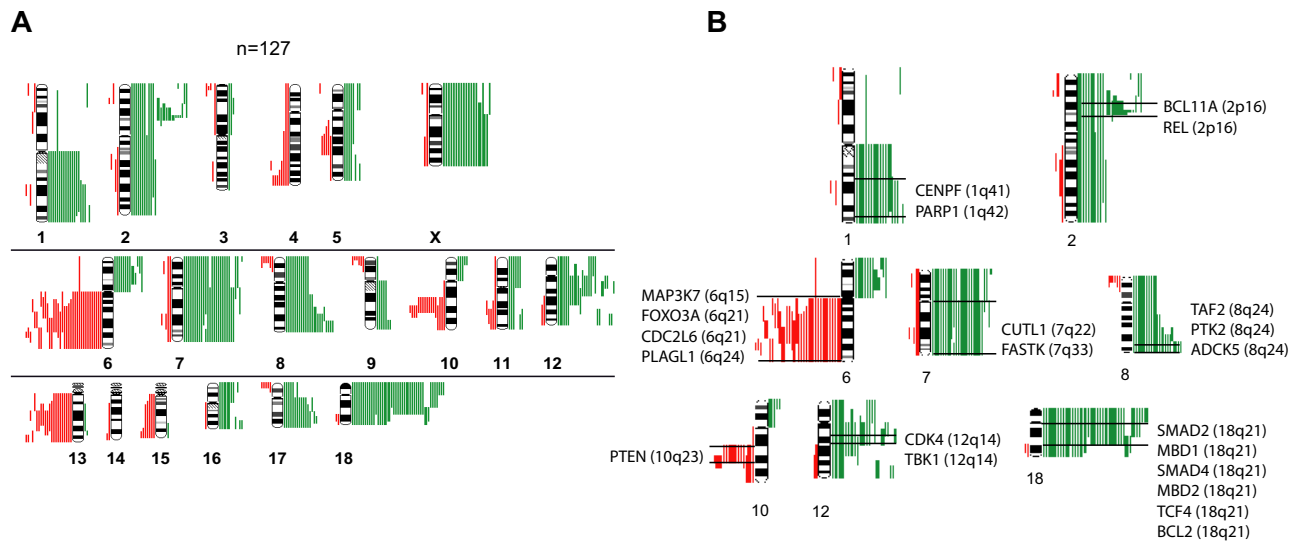 A
n=127
1 2 3 4 5 X
6 7 8 9 10 11 12
13 14 15 16 17 18
B
BCL11A (2p16)
REL (2p16)
CENPF (1q41)
PARP1 (1q42)
1 2
MAP3K7 (6q15)
FOXO3A (6q21)
CDC2L6 (6q21)
PLAGL1 (6q24)
CUTL1 (7q22)
FASTK (7q33)
TAF2 (8q24)
PTK2 (8q24)
ADCK5 (8q24)
6 7 8
PTEN (10q23)
CDK4 (12q14)
TBK1 (12q14)
SMAD2 (18q21)
MBD1 (18q21)
SMAD4 (18q21)
MBD2 (18q21)
TCF4 (18q21)
BCL2 (18q21)
10 12 18